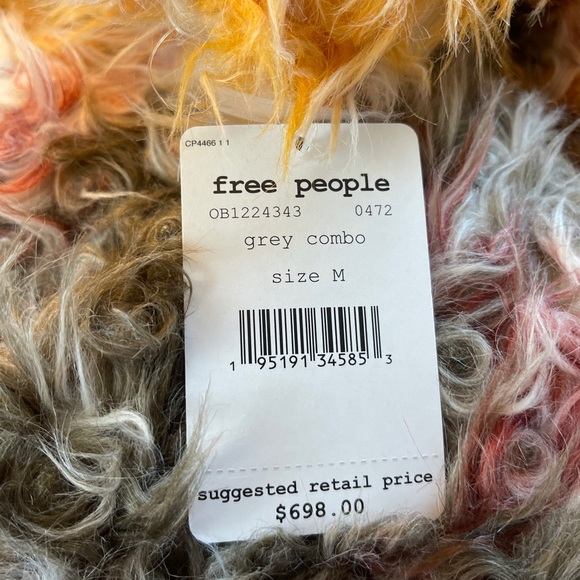 CP4466 1 1
free people
OB1224343 0472
grey combo
size M
1 95191 34585 3
suggested retail price
$698.00